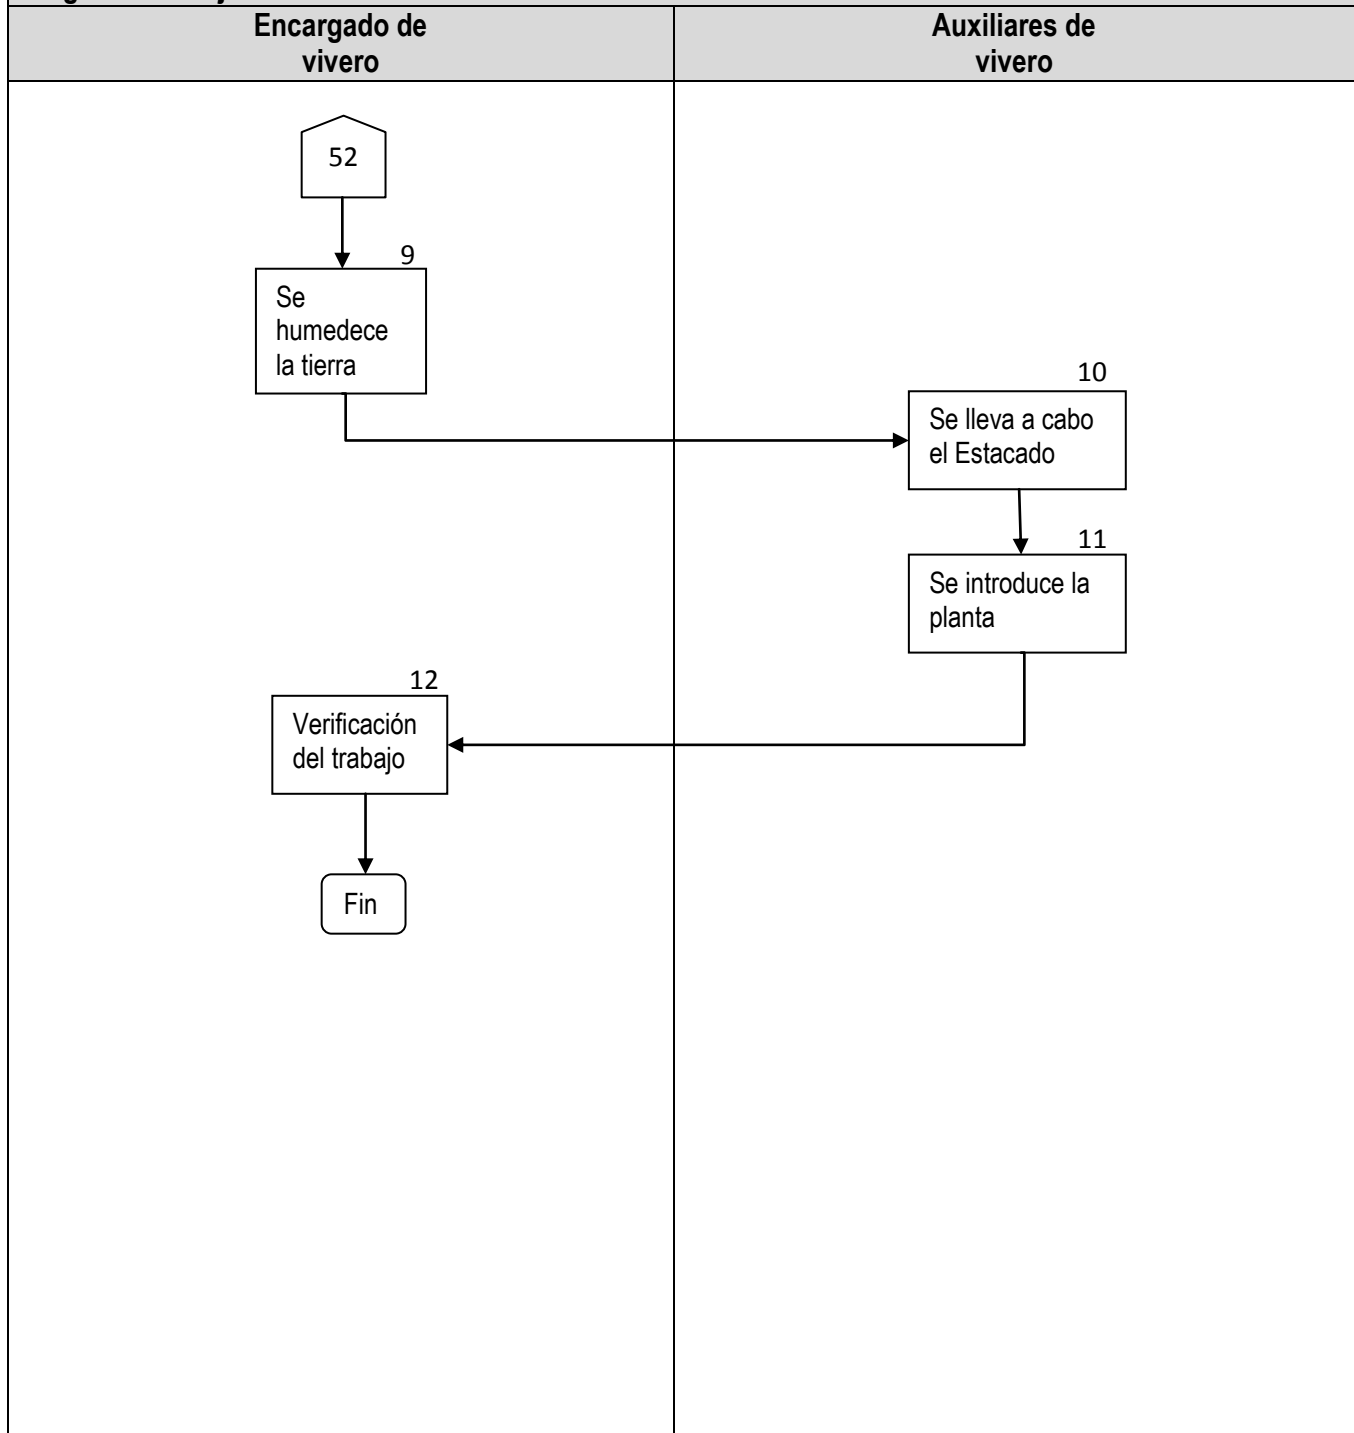 Encargado de
vivero
Auxiliares de
vivero
52
9
Se
humedece
la tierra
10
Se lleva a cabo
el Estacado
11
Se introduce la
planta
12
Verificación
del trabajo
Fin